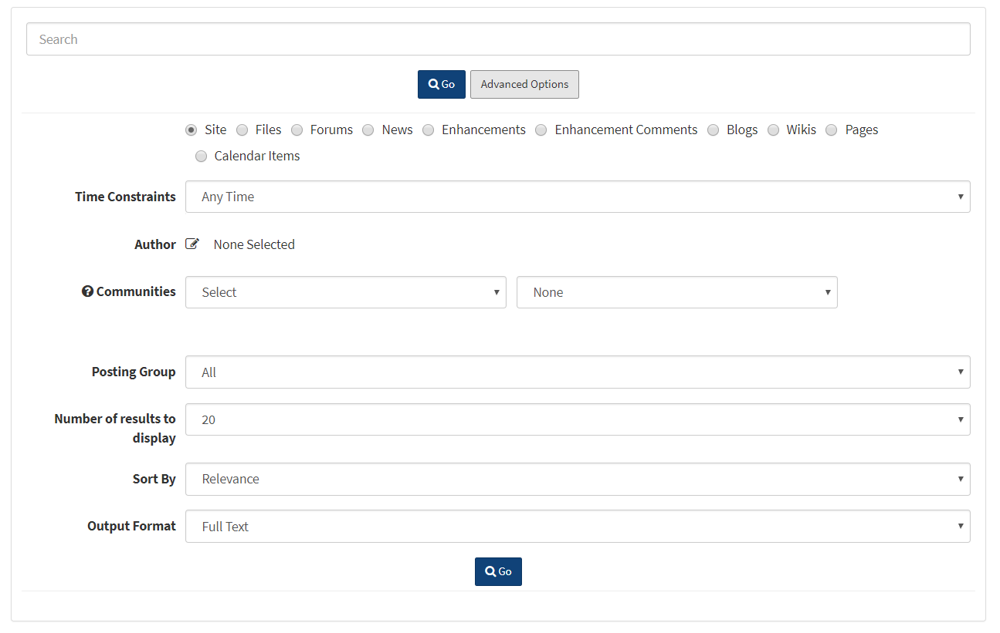 Search
Go Advanced Options
Site Files Forums News Enhancements Enhancement Comments Blogs Wikis Pages
Calendar Items
Time Constraints Any Time
Author None Selected
Communities Select None
Posting Group All
Number of results to
display 20
Sort By Relevance
Output Format Full Text
Go